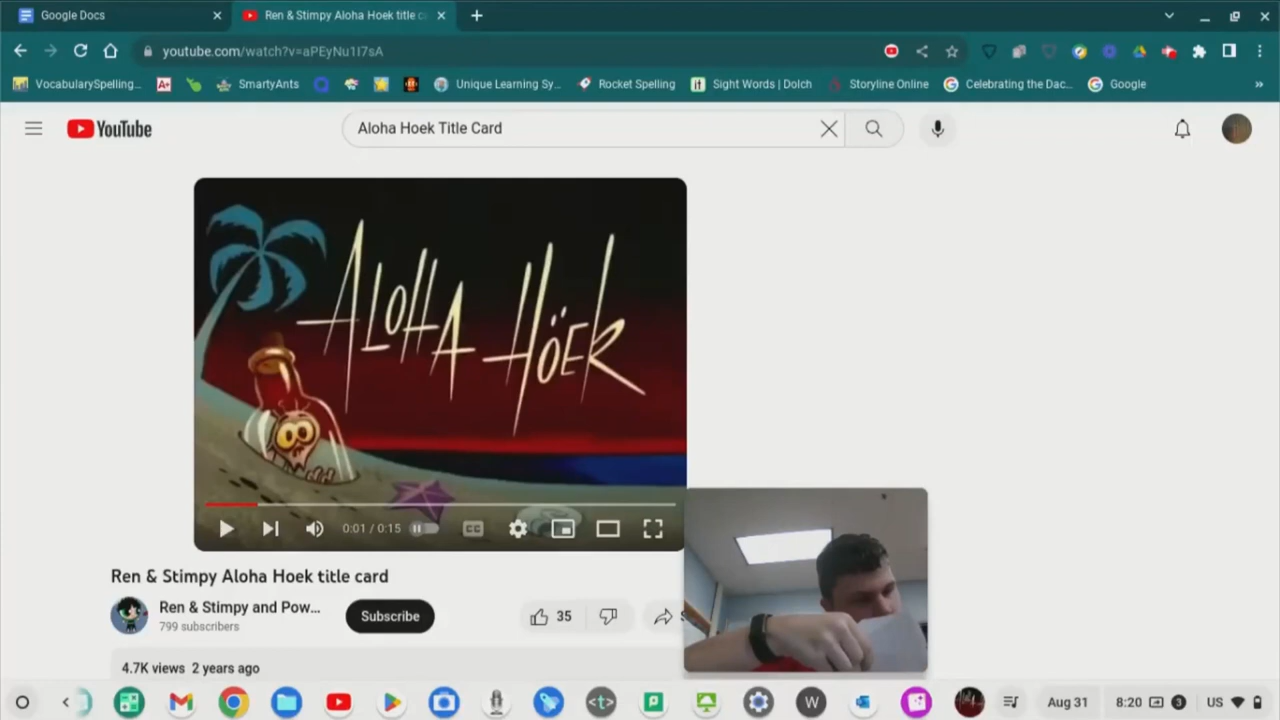 Google Docs
Ren & Stimpy Aloha Hoek title c
youtube.com/watch?v=aPEyNu1I7sA
VocabularySpelling... A+ SmartyAnts Unique Learning Sy... Rocket Spelling it Sight Words | Dolch Storyline Online Celebrating the Dac... Google »
YouTube
Aloha Hoek Title Card
ALOHA HÖEK
0:01 / 0:15
CC
Ren & Stimpy Aloha Hoek title card
Ren & Stimpy and Pow...
799 subscribers
Subscribe
35
4.7K views 2 years ago
W
Aug 31
8:20
3
US